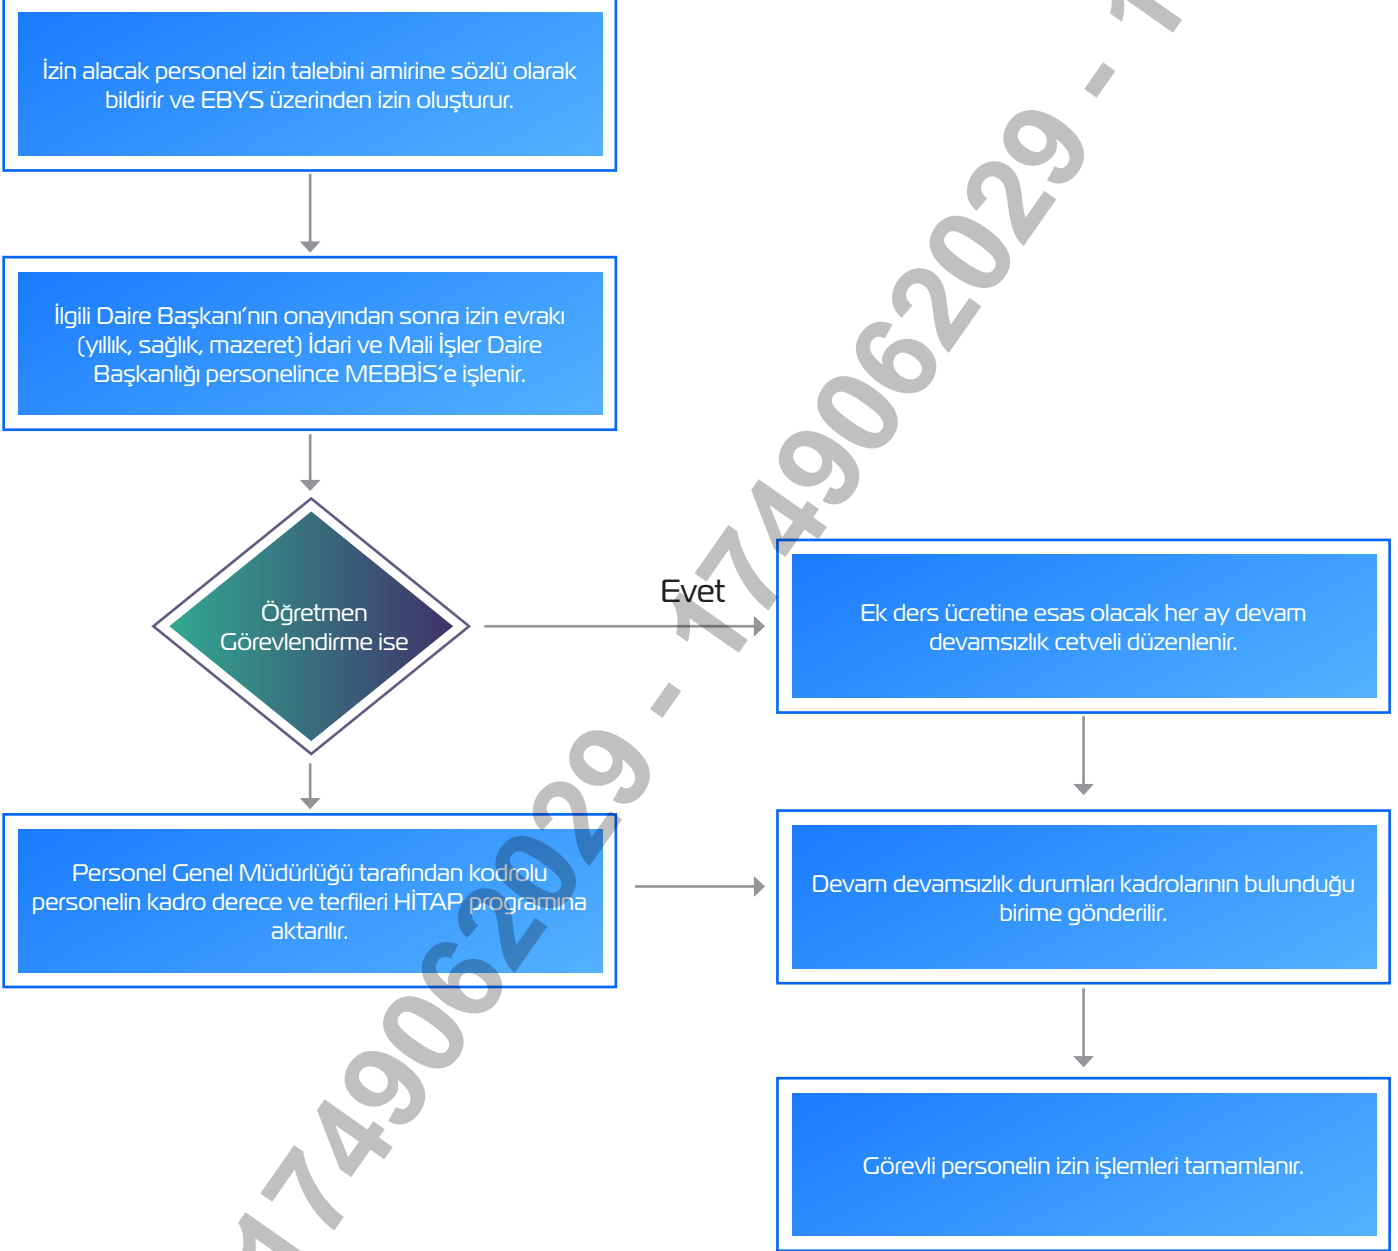 İzin alacak personel izin talebini amirine sözlü olarak
bildirir ve EBYS üzerinden izin oluşturur.
İlgili Daire Başkanı’nın onayından sonra izin evrakı
(yıllık, sağlık, mazeret) İdari ve Mali İşler Daire
Başkanlığı personelince MEBBİS’e işlenir.
Öğretmen
Görevlendirme ise
Evet
Ek ders ücretine esas olacak her ay devam
devamsızlık cetveli düzenlenir.
Personel Genel Müdürlüğü tarafından kodrolu
personelin kadro derece ve terfileri HİTAP programına
aktarılır.
Devam devamsızlık durumları kadrolarının bulunduğu
birime gönderilir.
Görevli personelin izin işlemleri tamamlanır.
1749062029 - 1749062029 - 1